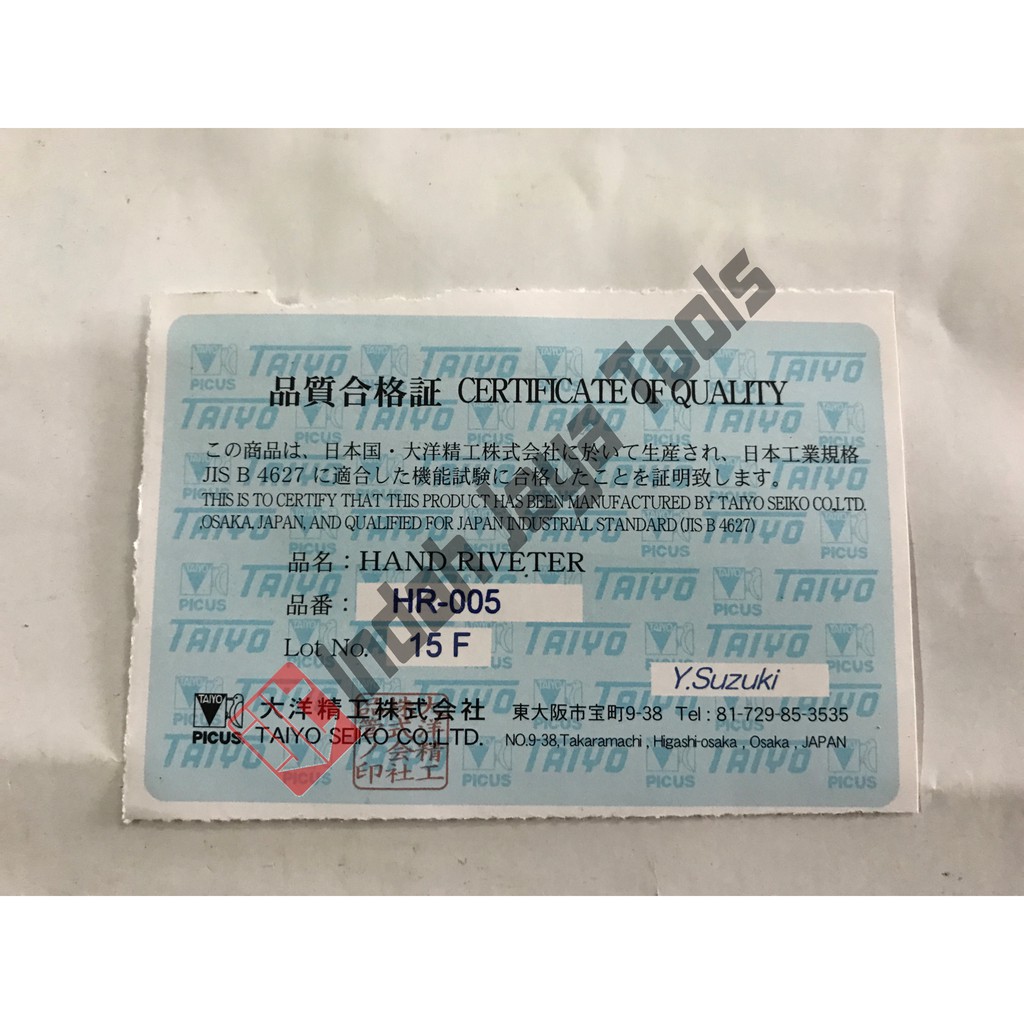 品質合格証 CERTIFICATE OF QUALITY
この商品は、日本国・大洋精工株式会社に於いて生産され、日本工業規格
JIS B 4627 に適合した機能試験に合格したことを証明致します。
THIS IS TO CERTIFY THAT THIS PRODUCT HAS BEEN MANUFACTURED BY TAIYO SEIKO CO.,LTD.
,OSAKA, JAPAN, AND QUALIFIED FOR JAPAN INDUSTRIAL STANDARD (JIS B 4627)
品名：HAND RIVETER
品番： HR-005
Lot No. 15 F
Y.Suzuki
TAIYO
PICUS
大洋精工株式会社
TAIYO SEIKO CO.,LTD.
東大阪市宝町9-38 Tel : 81-729-85-3535
NO.9-38,Takaramachi , Higashi-osaka , Osaka , JAPAN
Indah Jaya Tools